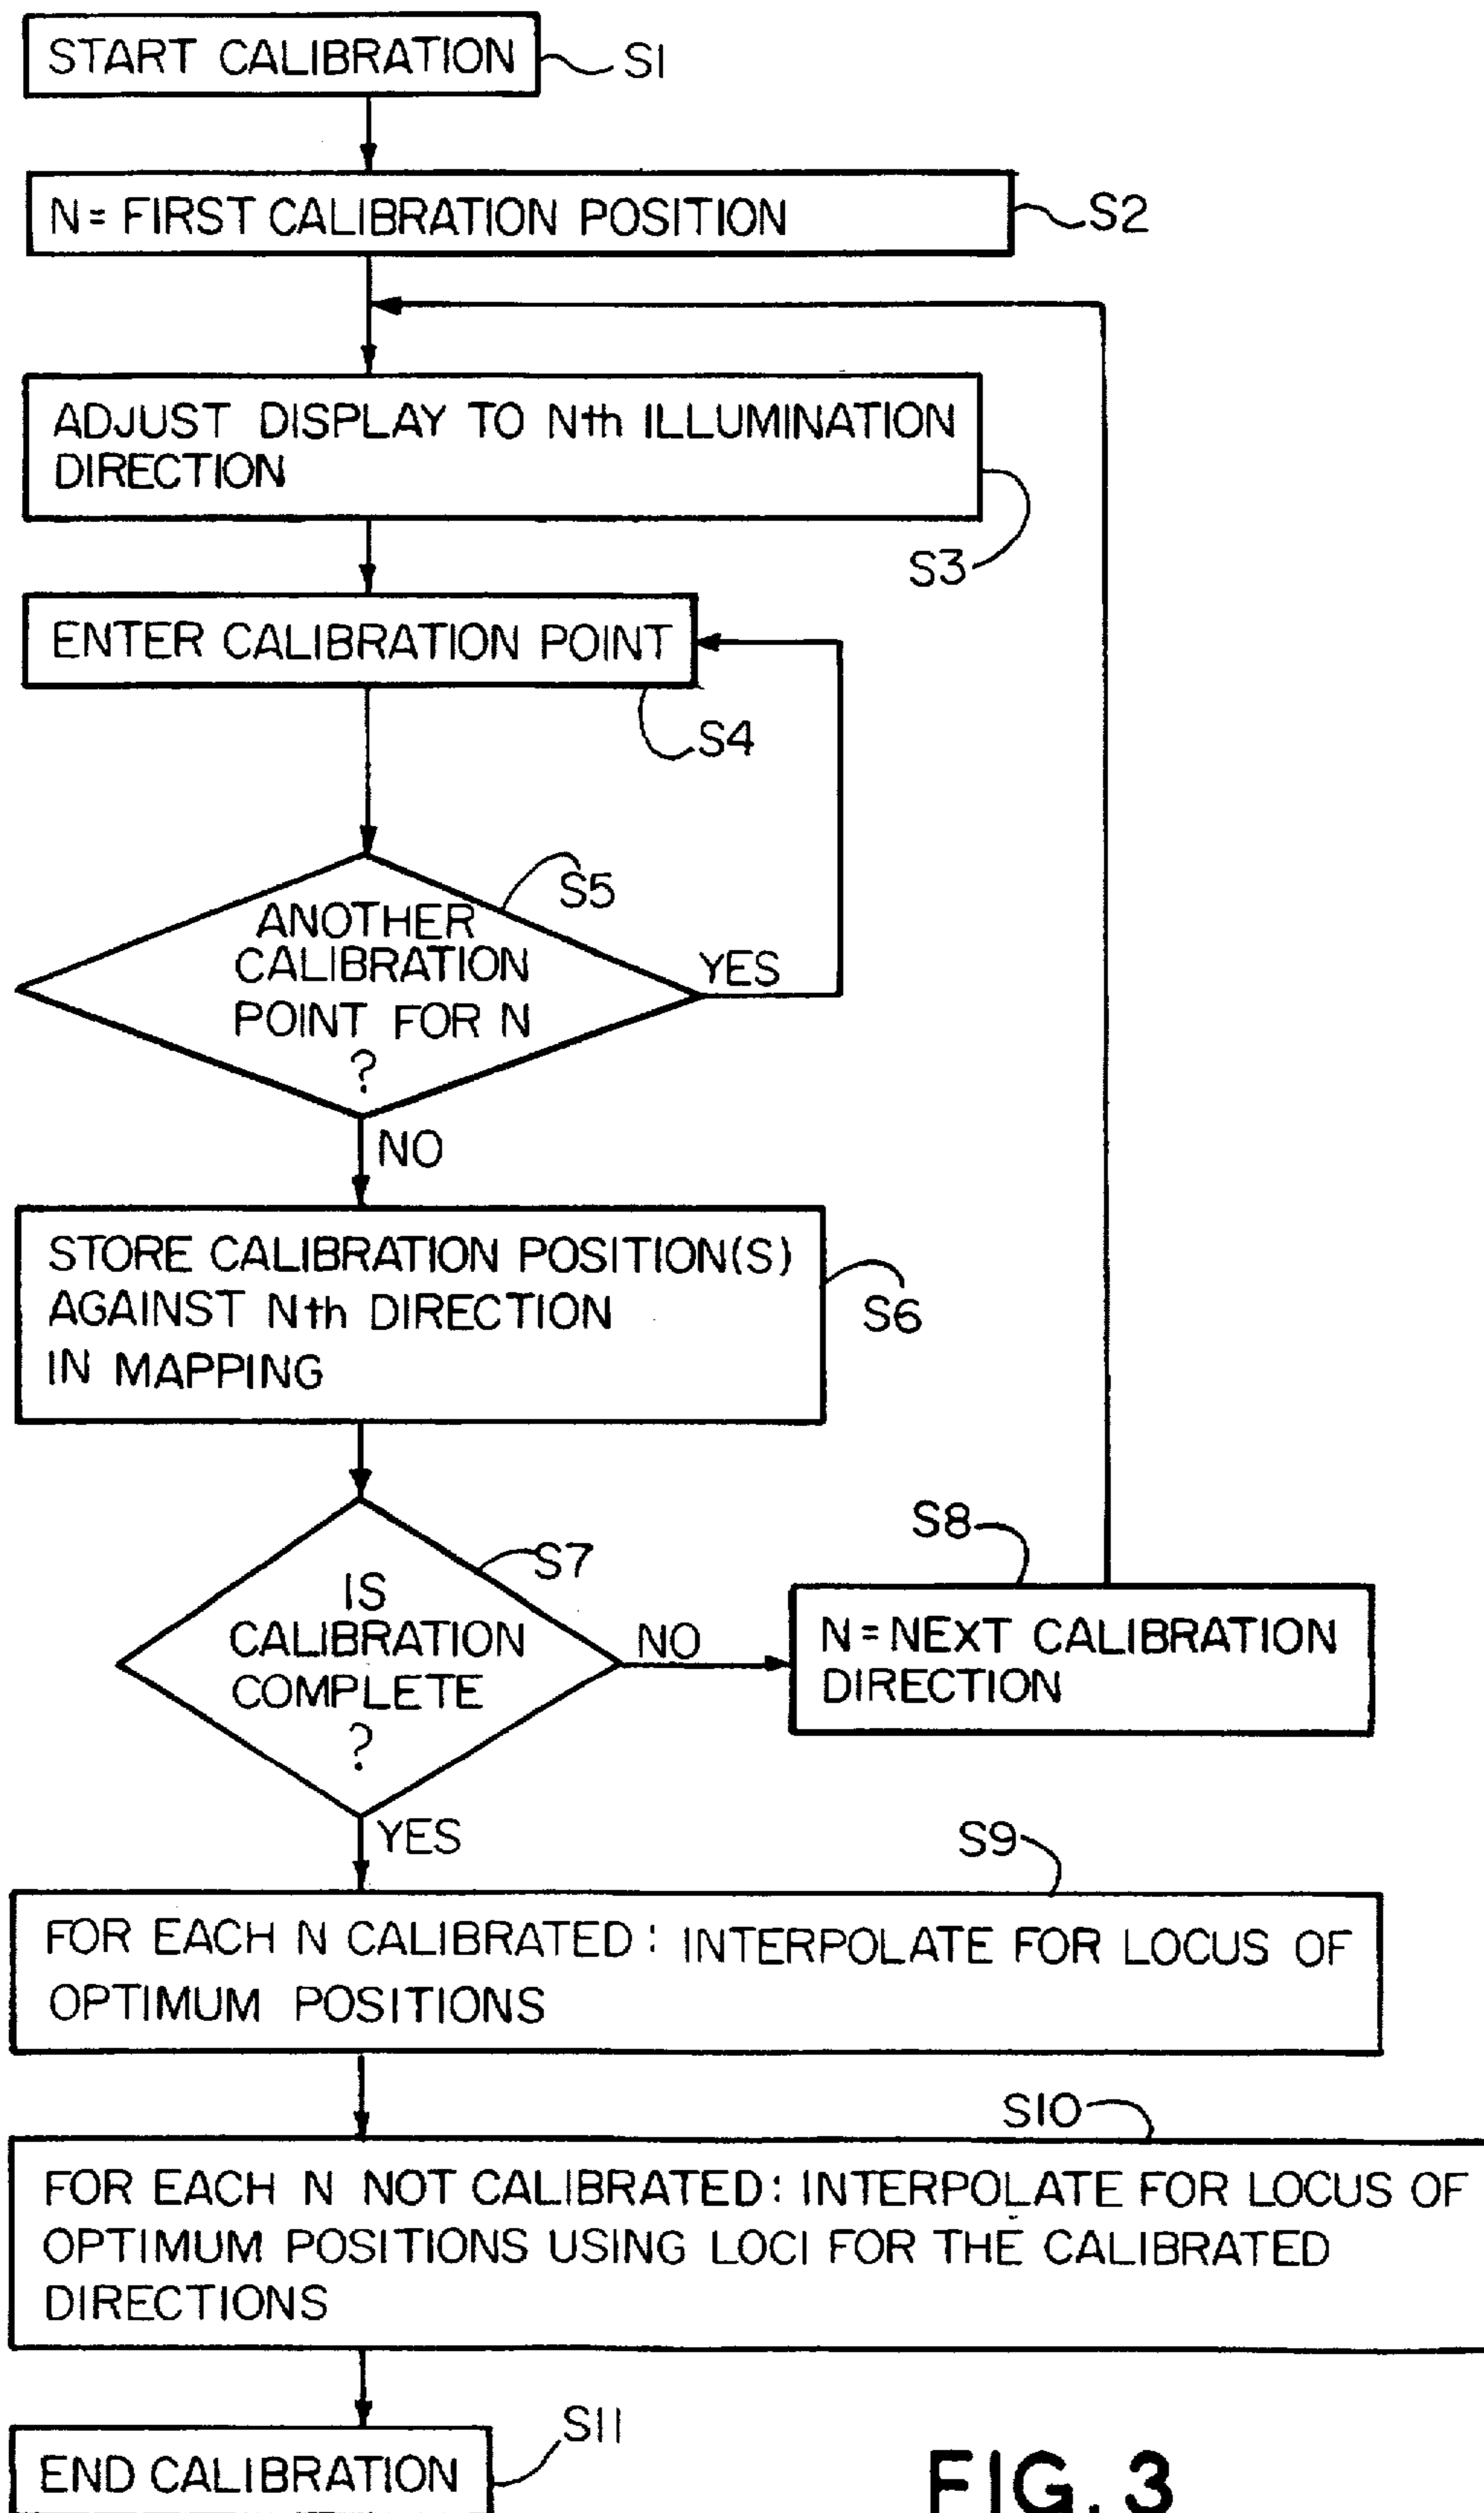 START CALIBRATION
S1
N = FIRST CALIBRATION POSITION
S2
ADJUST DISPLAY TO Nth ILLUMINATION
DIRECTION
S3
ENTER CALIBRATION POINT
S4
S5
ANOTHER
CALIBRATION
POINT FOR N
?
YES
NO
STORE CALIBRATION POSITION(S)
AGAINST Nth DIRECTION
IN MAPPING
S6
S7
IS
CALIBRATION
COMPLETE
?
NO
S8
N = NEXT CALIBRATION
DIRECTION
YES
S9
FOR EACH N CALIBRATED : INTERPOLATE FOR LOCUS OF
OPTIMUM POSITIONS
S10
FOR EACH N NOT CALIBRATED : INTERPOLATE FOR LOCUS OF
OPTIMUM POSITIONS USING LOCI FOR THE CALIBRATED
DIRECTIONS
S11
END CALIBRATION
FIG. 3